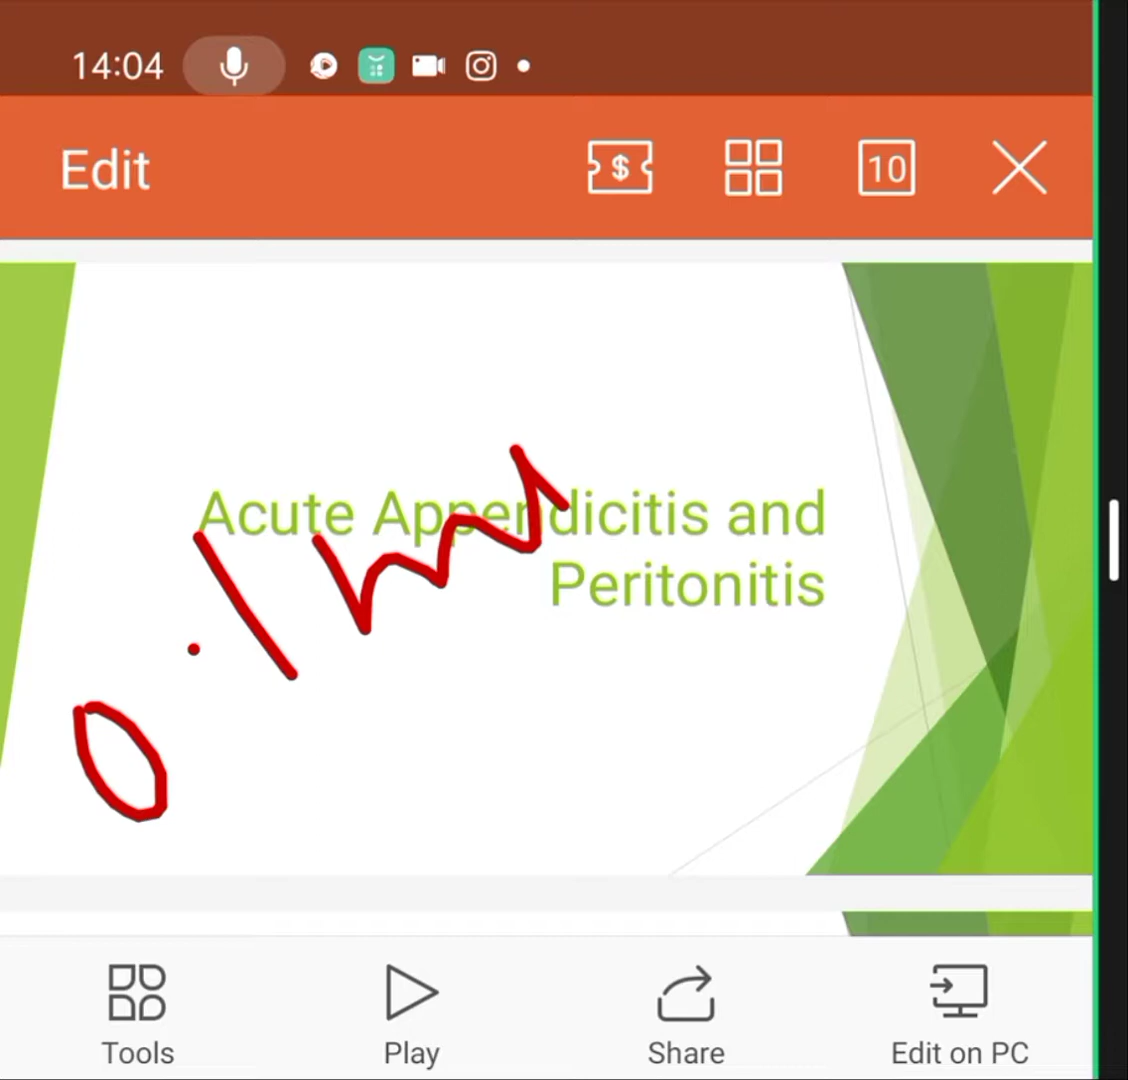 14:04
Edit
$
10
Acute Appendicitis and
Peritonitis
Tools
Play
Share
Edit on PC